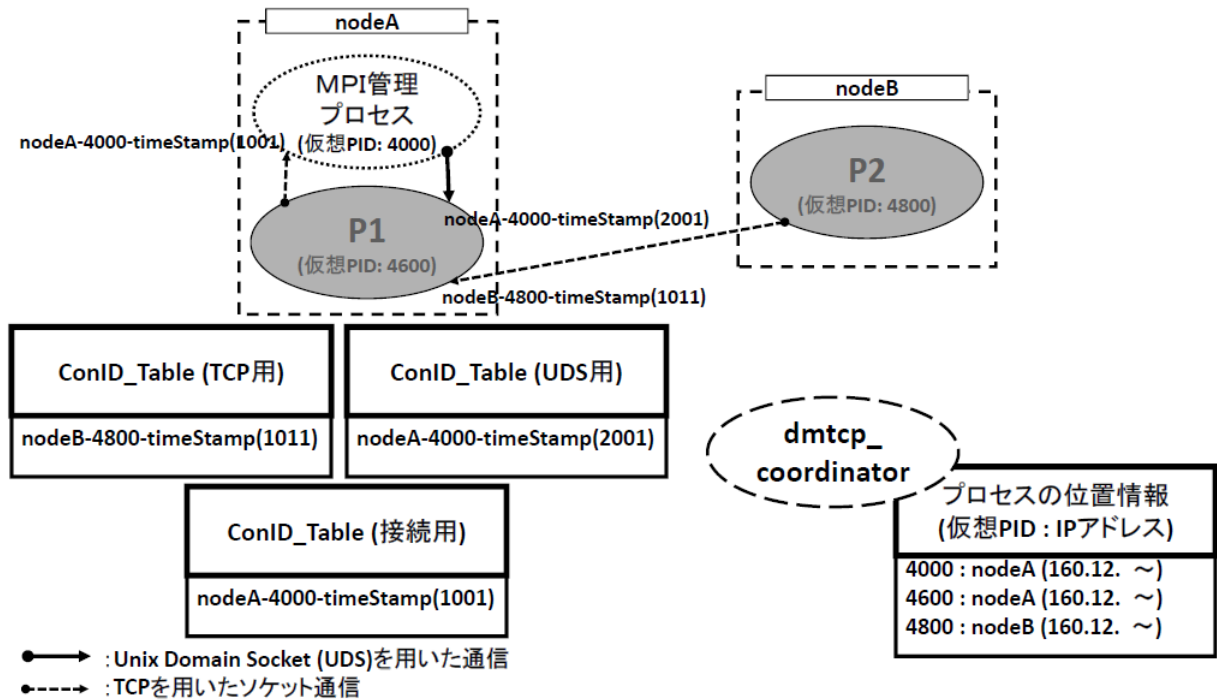 nodeA
MPI管理
プロセス
(仮想PID: 4000)
nodeA-4000-timeStamp(1001)
nodeB
P2
(仮想PID: 4800)
P1
(仮想PID: 4600)
nodeA-4000-timeStamp(2001)
nodeB-4800-timeStamp(1011)
ConID_Table (TCP用)
nodeB-4800-timeStamp(1011)
ConID_Table (UDS用)
nodeA-4000-timeStamp(2001)
ConID_Table (接続用)
nodeA-4000-timeStamp(1001)
dmtcp_
coordinator
プロセスの位置情報
(仮想PID : IPアドレス)
4000 : nodeA (160.12. ～)
4600 : nodeA (160.12. ～)
4800 : nodeB (160.12. ～)
: Unix Domain Socket (UDS)を用いた通信
: TCPを用いたソケット通信